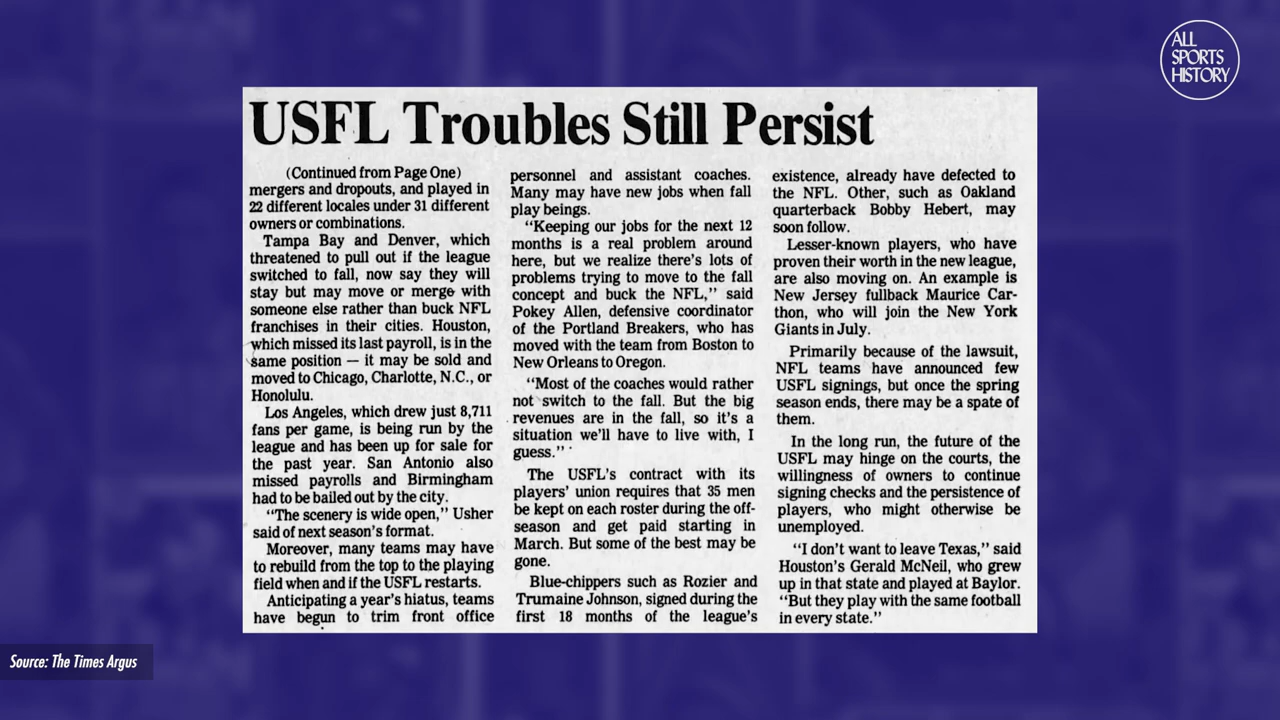 ALL
SPORTS
HISTORY
USFL Troubles Still Persist
(Continued from Page One)
mergers and dropouts, and played in
22 different locales under 31 different
owners or combinations.
Tampa Bay and Denver, which
threatened to pull out if the league
switched to fall, now say they will
stay but may move or merge with
someone else rather than buck NFL
franchises in their cities. Houston,
which missed its last payroll, is in the
same position — it may be sold and
moved to Chicago, Charlotte, N.C., or
Honolulu.
Los Angeles, which drew just 8,711
fans per game, is being run by the
league and has been up for sale for
the past year. San Antonio also
missed payrolls and Birmingham
had to be bailed out by the city.
"The scenery is wide open," Usher
said of next season's format.
Moreover, many teams may have
to rebuild from the top to the playing
field when and if the USFL restarts.
Anticipating a year's hiatus, teams
have begun to trim front office
personnel and assistant coaches.
Many may have new jobs when fall
play beings.
"Keeping our jobs for the next 12
months is a real problem around
here, but we realize there's lots of
problems trying to move to the fall
concept and buck the NFL," said
Pokey Allen, defensive coordinator
of the Portland Breakers, who has
moved with the team from Boston to
New Orleans to Oregon.
"Most of the coaches would rather
not switch to the fall. But the big
revenues are in the fall, so it's a
situation we'll have to live with, I
guess."
The USFL's contract with its
players' union requires that 35 men
be kept on each roster during the off-
season and get paid starting in
March. But some of the best may be
gone.
Blue-chippers such as Rozier and
Trumaine Johnson, signed during the
first 18 months of the league's
existence, already have defected to
the NFL. Other, such as Oakland
quarterback Bobby Hebert, may
soon follow.
Lesser-known players, who have
proven their worth in the new league,
are also moving on. An example is
New Jersey fullback Maurice Car-
thon, who will join the New York
Giants in July.
Primarily because of the lawsuit,
NFL teams have announced few
USFL signings, but once the spring
season ends, there may be a spate of
them.
In the long run, the future of the
USFL may hinge on the courts, the
willingness of owners to continue
signing checks and the persistence of
players, who might otherwise be
unemployed.
"I don't want to leave Texas," said
Houston's Gerald McNeil, who grew
up in that state and played at Baylor.
"But they play with the same football
in every state."
Source: The Times Argus